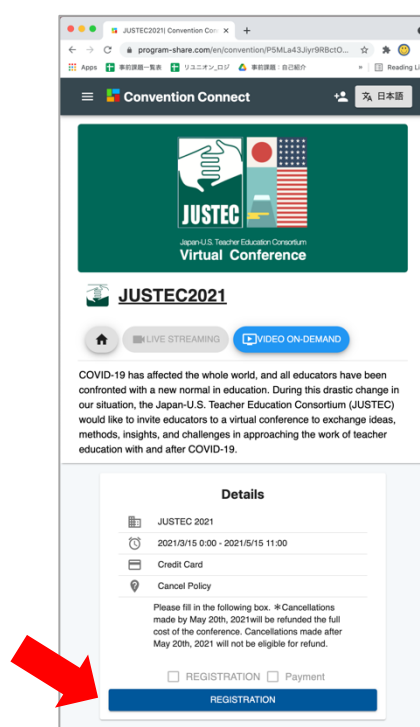 JUSTEC2021| Convention Con
program-share.com/en/convention/P5MLa43Jiyr9RBctO...
Apps
事前課題一覧表
リユニオン_ロジ
事前課題:自己紹介
»
Reading Li
Convention Connect
日本語
JUSTEC
Japan-U.S. Teacher Education Consortium
Virtual Conference
JUSTEC2021
LIVE STREAMING
VIDEO ON-DEMAND
COVID-19 has affected the whole world, and all educators have been
confronted with a new normal in education. During this drastic change in
our situation, the Japan-U.S. Teacher Education Consortium (JUSTEC)
would like to invite educators to a virtual conference to exchange ideas,
methods, insights, and challenges in approaching the work of teacher
education with and after COVID-19.
Details
JUSTEC 2021
2021/3/15 0:00 - 2021/5/15 11:00
Credit Card
Cancel Policy
Please fill in the following box. ＊Cancellations
made by May 20th, 2021will be refunded the full
cost of the conference. Cancellations made after
May 20th, 2021 will not be eligible for refund.
REGISTRATION Payment
REGISTRATION